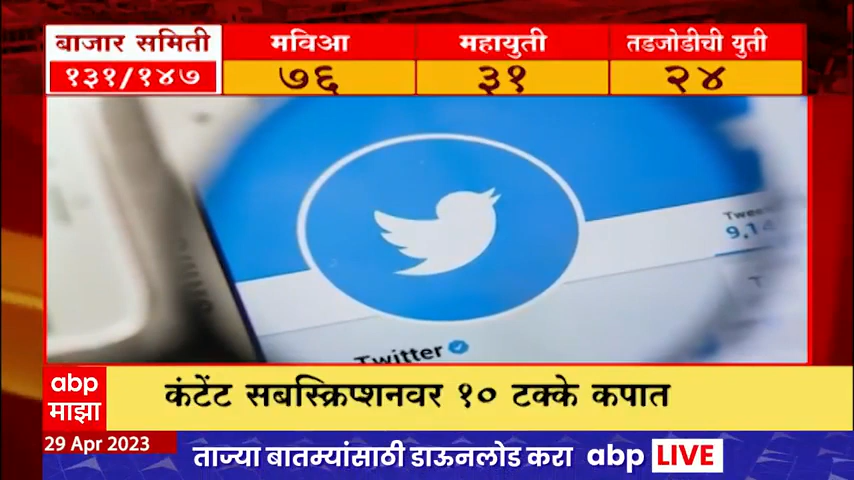 बाजार समिती
१३१/१४७
मविआ
७६
महायुती
३१
तडजोडीची युती
२४
Twitter
abp
माझा
कंटेंट सबस्क्रिप्शनवर १० टक्के कपात
29 Apr 2023
ताज्या बातम्यांसाठी डाऊनलोड करा abp LIVE